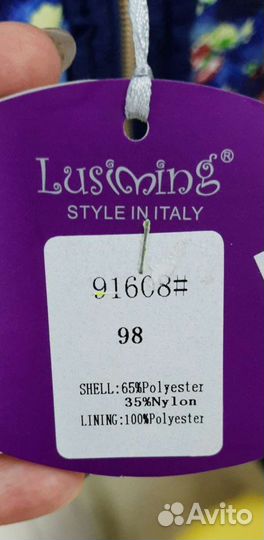 Lusiming®
STYLE IN ITALY
91608#
98
SHELL:65%Polyester
35%Nylon
LINING:100%Polyester
Avito